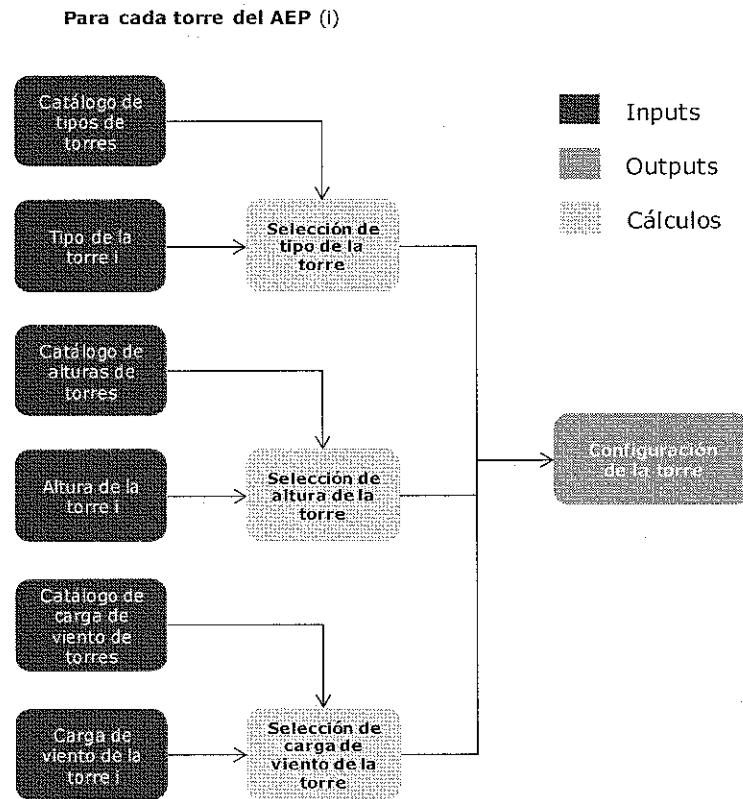 Para cada torre del AEP (i)
Catálogo de
tipos de
torres
Tipo de la
torre i
Selección de
tipo de la
torre
Catálogo de
alturas de
torres
Altura de la
torre i
Selección de
altura de la
torre
Catálogo de
carga de
viento de
torres
Carga de
viento de la
torre i
Selección de
carga de
viento de la
torre
Configuración
de la torre
Inputs
Outputs
Cálculos